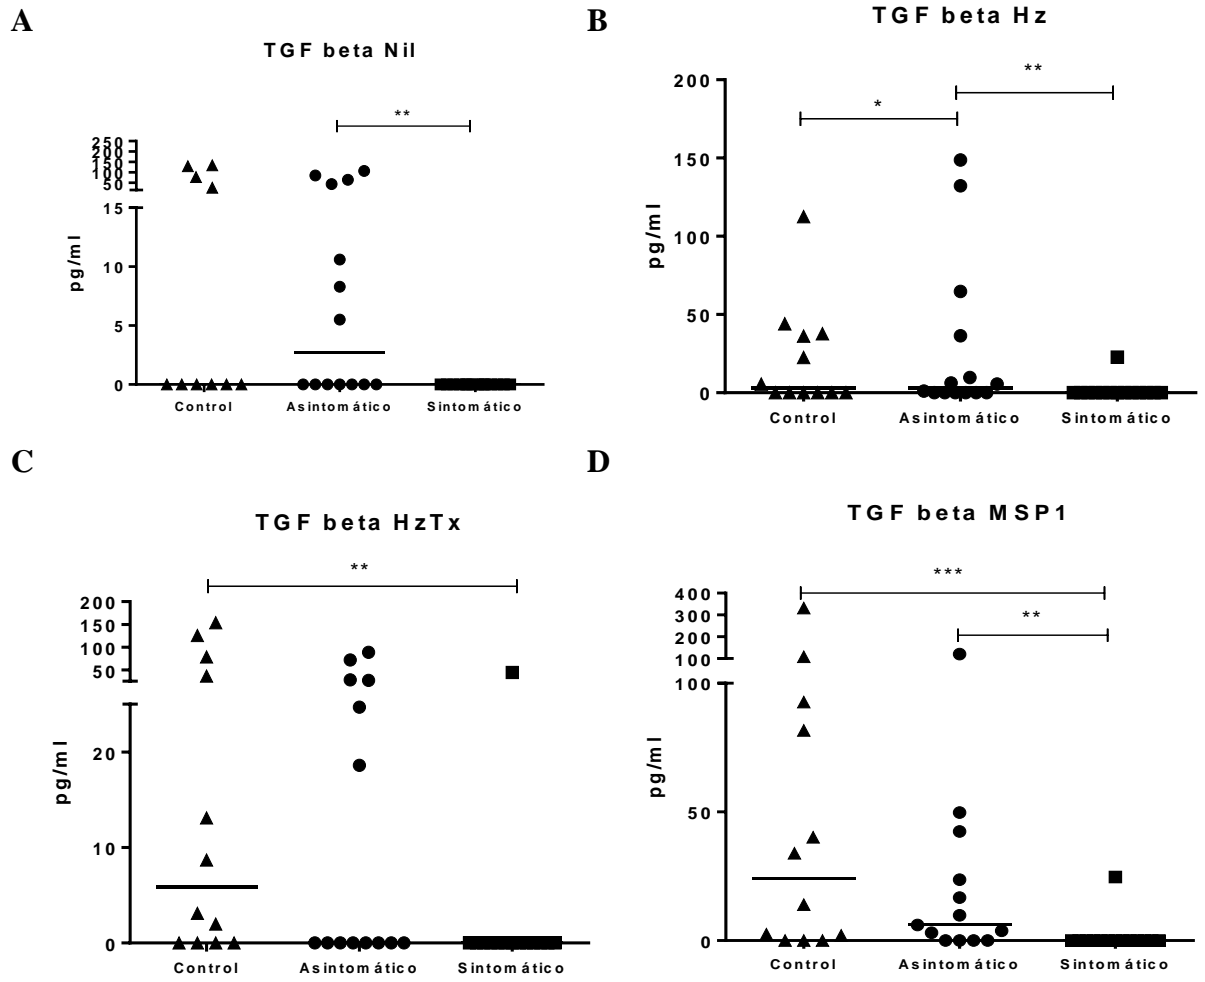 A
TGF beta Nil
**
250
200
150
100
50
15
10
5
0
pg/ml
Control Asintomático Sintomático
B
TGF beta Hz
**
*
200
150
100
50
0
pg/ml
Control Asintomático Sintomático
C
TGF beta HzTx
**
200
150
100
50
20
10
0
pg/ml
Control Asintomático Sintomático
D
TGF beta MSP1
***
**
400
300
200
100
100
50
0
pg/ml
Control Asintomático Sintomático